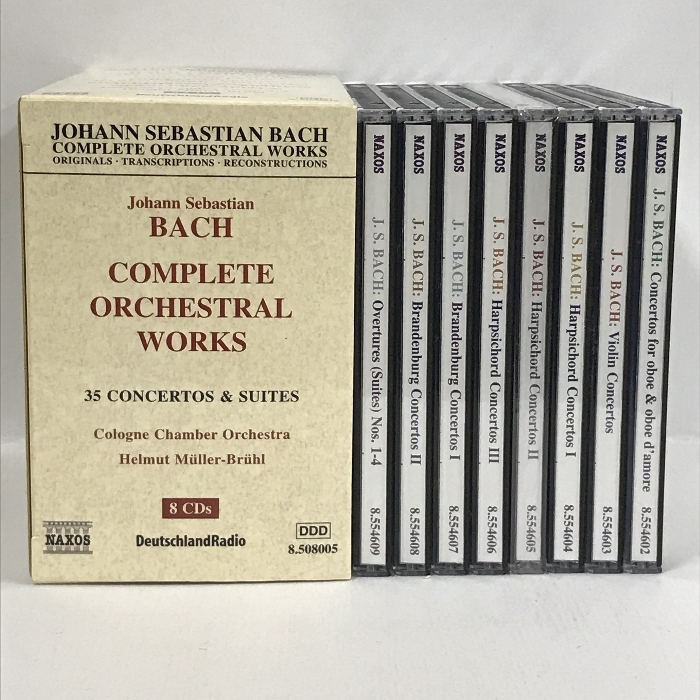 JOHANN SEBASTIAN BACH
COMPLETE ORCHESTRAL WORKS
ORIGINALS · TRANSCRIPTIONS · RECONSTRUCTIONS
Johann Sebastian
BACH
COMPLETE
ORCHESTRAL
WORKS
35 CONCERTOS & SUITES
Cologne Chamber Orchestra
Helmut Müller-Brühl
8 CDs
NAXOS
DeutschlandRadio
DDD
8.508005
NAXOS J. S. BACH: Overtures (Suites) Nos. 1-4 8.554609
NAXOS J. S. BACH: Brandenburg Concertos II 8.554608
NAXOS J. S. BACH: Brandenburg Concertos I 8.554607
NAXOS J. S. BACH: Harpsichord Concertos III 8.554606
NAXOS J. S. BACH: Harpsichord Concertos II 8.554605
NAXOS J. S. BACH: Harpsichord Concertos I 8.554604
NAXOS J. S. BACH: Violin Concertos 8.554603
NAXOS J. S. BACH: Concertos for oboe & oboe d'amore 8.554602